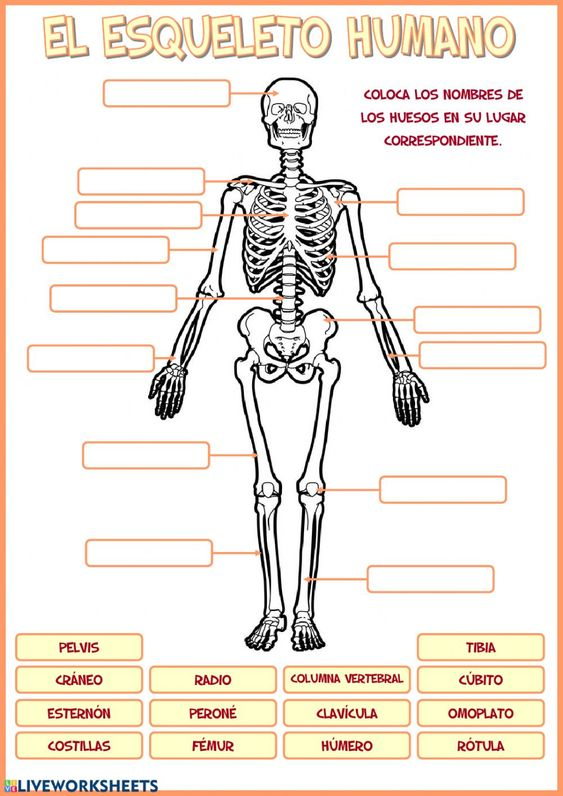 EL ESQUELETO HUMANO
COLOCA LOS NOMBRES DE
LOS HUESOS EN SU LUGAR
CORRESPONDIENTE.
PELVIS
TIBIA
CRÁNEO
RADIO
COLUMNA VERTEBRAL
CÚBITO
ESTERNÓN
PERONÉ
CLAVÍCULA
OMOPLATO
COSTILLAS
FÉMUR
HÚMERO
RÓTULA
LIVEWORKSHEETS